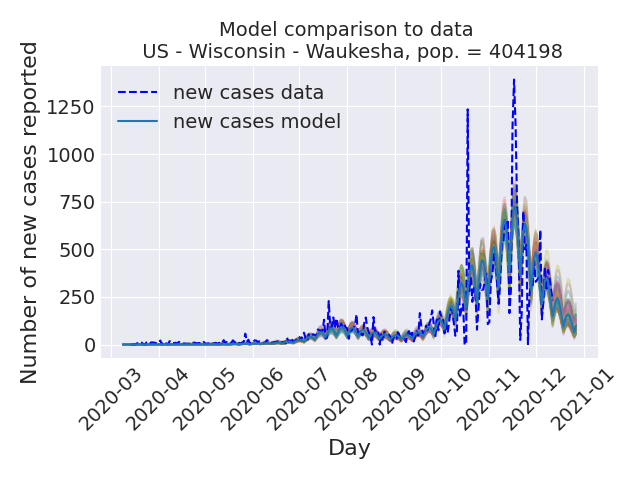 Model comparison to data
US - Wisconsin - Waukesha, pop. = 404198
Number of new cases reported
1250
1000
750
500
250
0
new cases data
new cases model
2020-03
2020-04
2020-05
2020-06
2020-07
2020-08
2020-09
2020-10
2020-11
2020-12
2021-01
Day